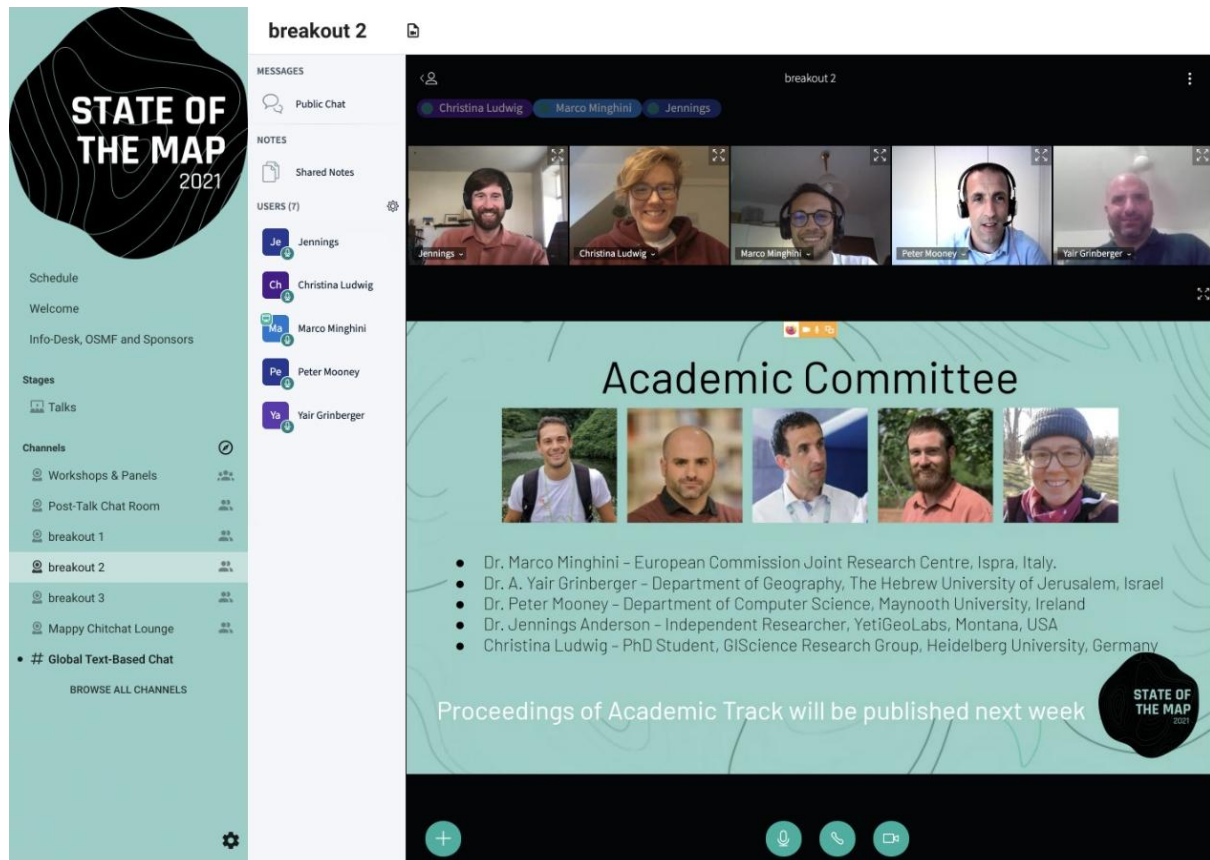 STATE OF
THE MAP
2021
Schedule
Welcome
Info-Desk, OSMF and Sponsors
Stages
Talks
Channels
Workshops & Panels
Post-Talk Chat Room
breakout 1
breakout 2
breakout 3
Mappy Chitchat Lounge
# Global Text-Based Chat
BROWSE ALL CHANNELS
breakout 2
MESSAGES
Public Chat
NOTES
Shared Notes
USERS (7)
Je Jennings
Ch Christina Ludwig
Ma Marco Minghini
Pe Peter Mooney
Ya Yair Grinberger
breakout 2
Christina Ludwig Marco Minghini Jennings
Jennings Christina Ludwig Marco Minghini Peter Mooney Yair Grinberger
Academic Committee
● Dr. Marco Minghini – European Commission Joint Research Centre, Ispra, Italy.
● Dr. A. Yair Grinberger – Department of Geography, The Hebrew University of Jerusalem, Israel
● Dr. Peter Mooney – Department of Computer Science, Maynooth University, Ireland
● Dr. Jennings Anderson – Independent Researcher, YetiGeoLabs, Montana, USA
● Christina Ludwig – PhD Student, GIScience Research Group, Heidelberg University, Germany
Proceedings of Academic Track will be published next week
STATE OF
THE MAP
2021